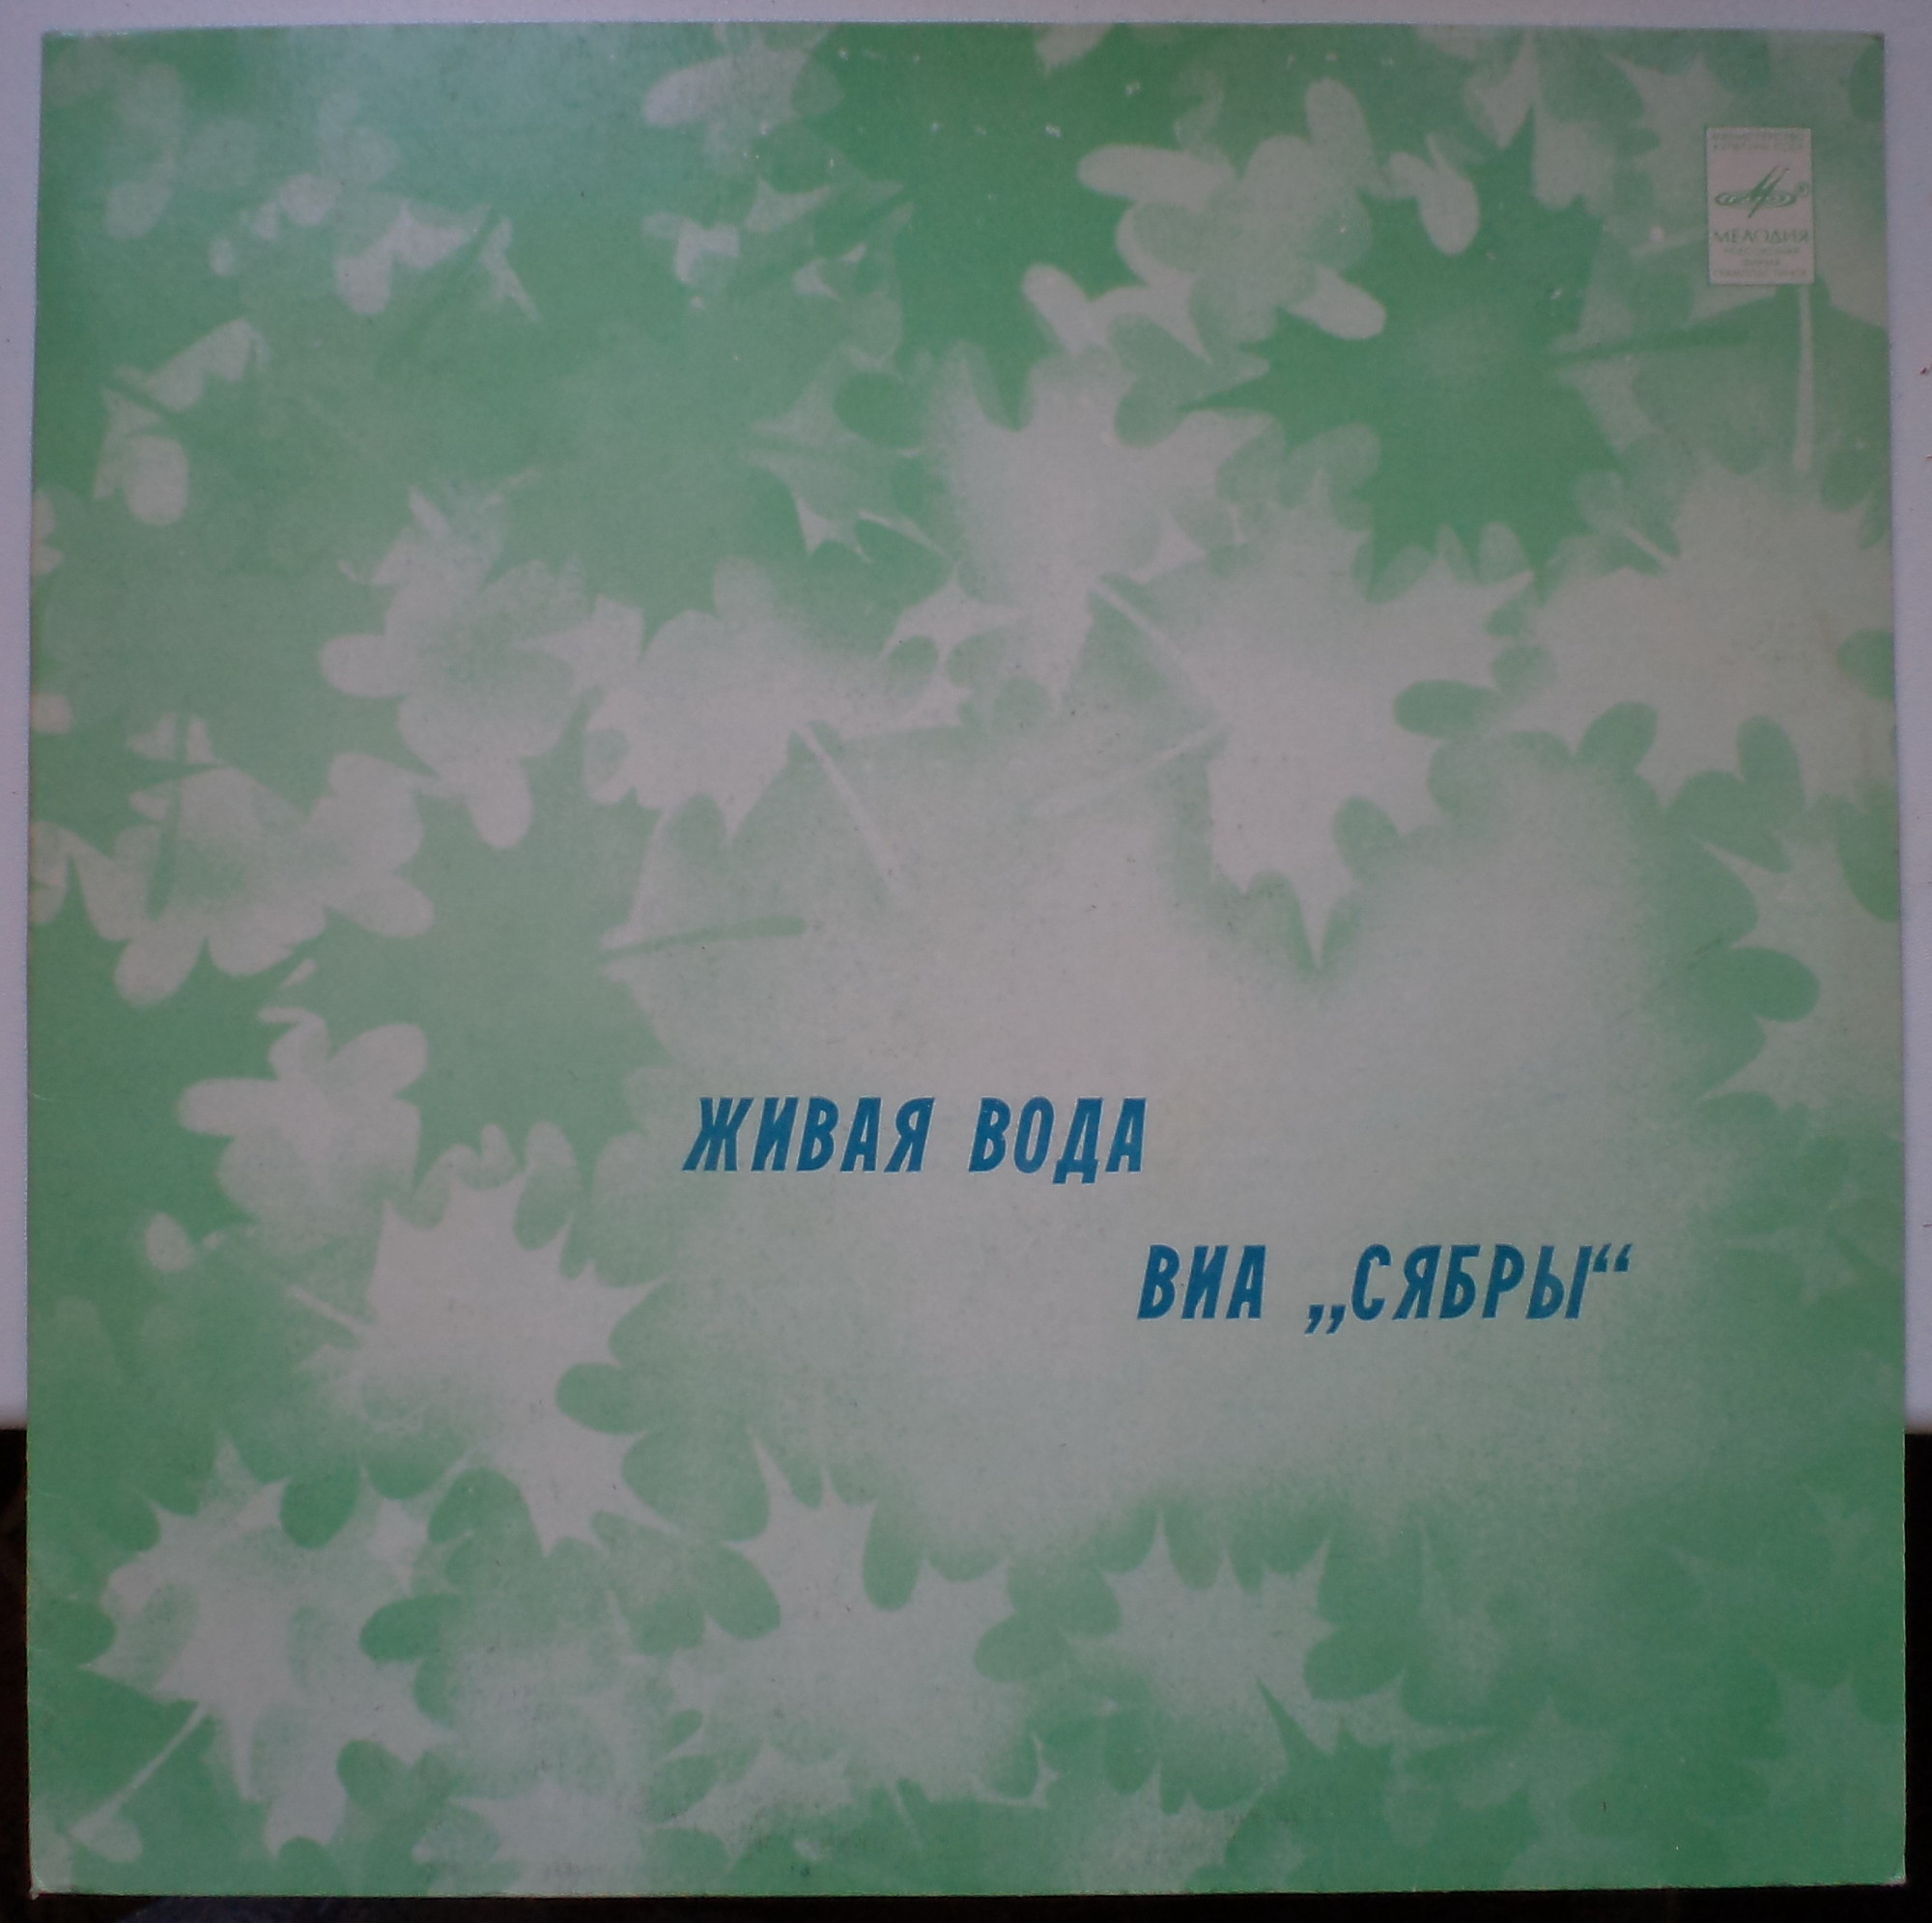 МЕЛОДИЯ
ЖИВАЯ ВОДА
ВИА „СЯБРЫ“